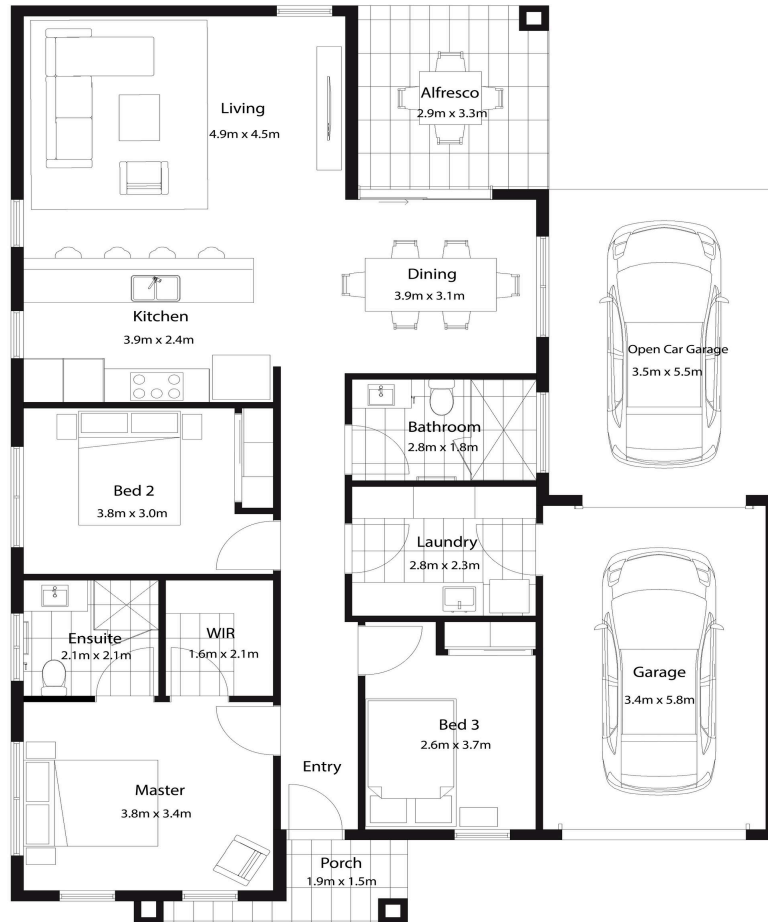 Living
4.9m x 4.5m
Alfresco
2.9m x 3.3m
Dining
3.9m x 3.1m
Kitchen
3.9m x 2.4m
Open Car Garage
3.5m x 5.5m
Bathroom
2.8m x 1.8m
Bed 2
3.8m x 3.0m
Laundry
2.8m x 2.3m
Ensuite
2.1m x 2.1m
WIR
1.6m x 2.1m
Garage
3.4m x 5.8m
Bed 3
2.6m x 3.7m
Entry
Master
3.8m x 3.4m
Porch
1.9m x 1.5m